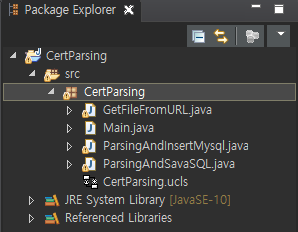 Package Explorer
CertParsing
src
CertParsing
GetFileFromURL.java
Main.java
ParsingAndInsertMysql.java
ParsingAndSavaSQL.java
CertParsing.ucls
JRE System Library [JavaSE-10]
Referenced Libraries